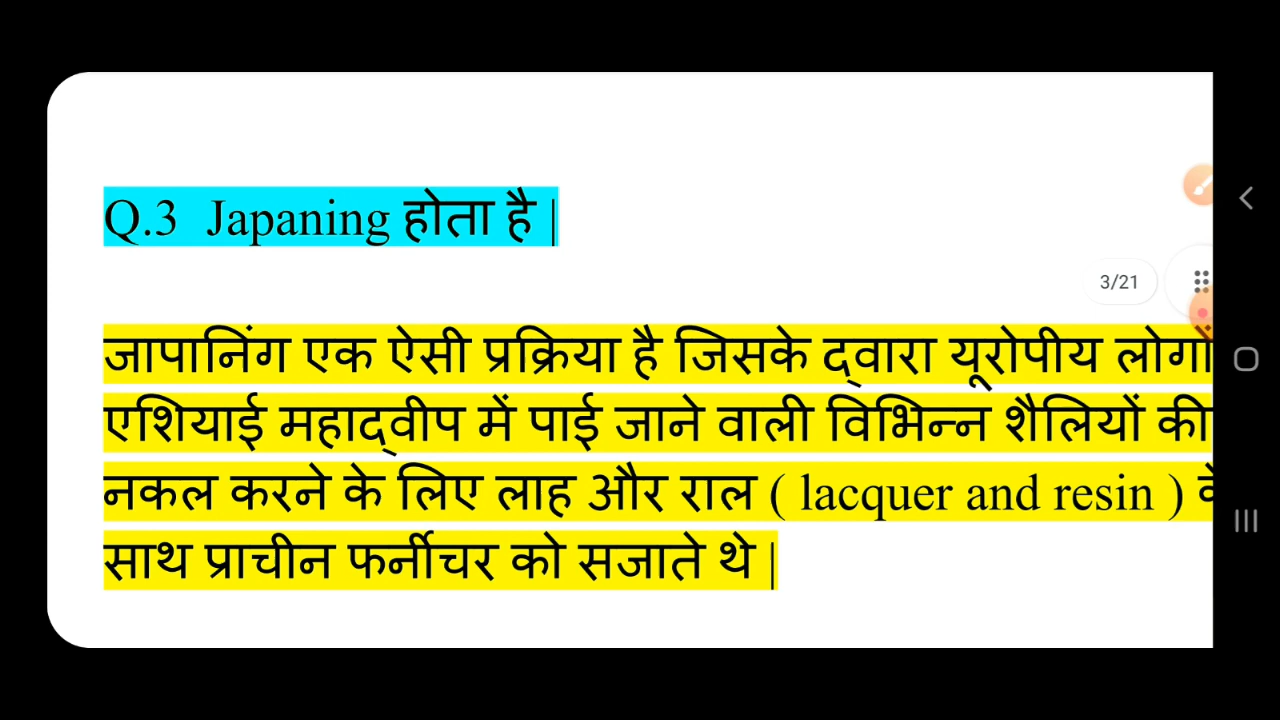 Q.3 Japaning होता है |
3/21
जापानिंग एक ऐसी प्रक्रिया है जिसके द्वारा यूरोपीय
एशियाई महाद्वीप में पाई जाने वाली विभिन्न शैलियों की
नकल करने के लिए लाह और राल ( lacquer and resin )
साथ प्राचीन फर्नीचर को सजाते थे |